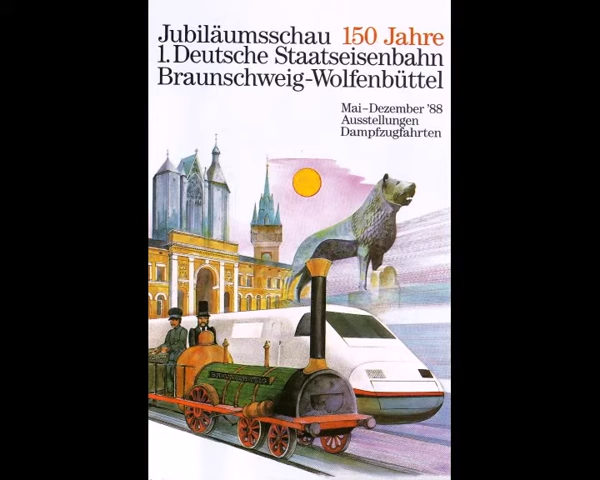 Jubiläumsschau 150 Jahre
1. Deutsche Staatseisenbahn
Braunschweig-Wolfenbüttel
Mai–Dezember '88
Ausstellungen
Dampfzugfahrten